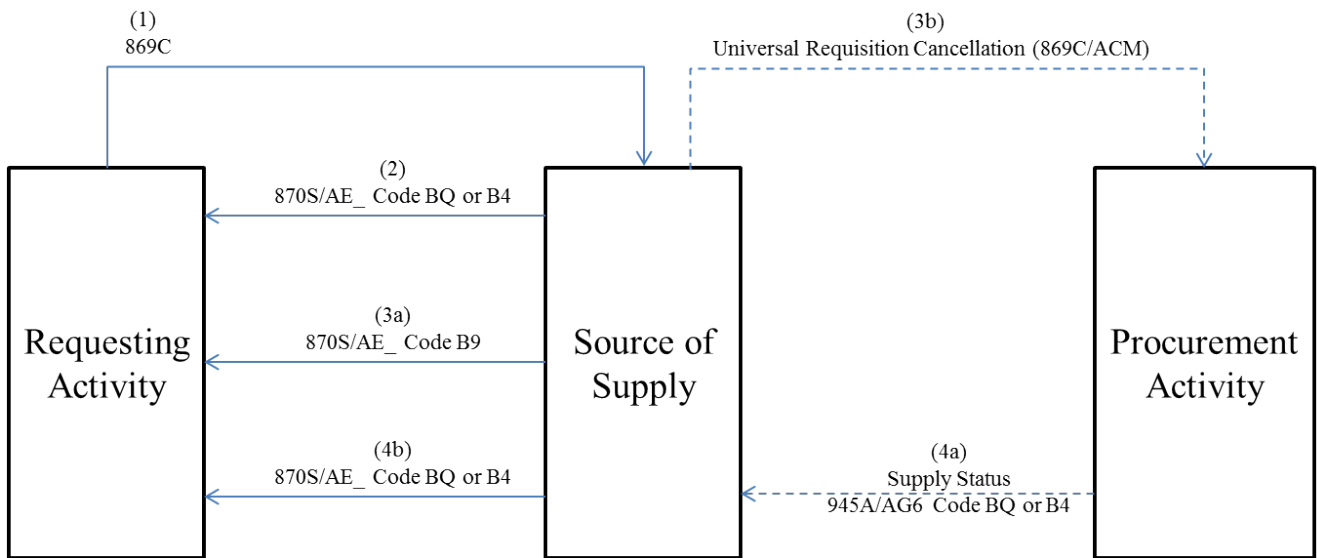 (1)
869C
(3b)
Universal Requisition Cancellation (869C/ACM)
(2)
870S/AE_ Code BQ or B4
(3a)
870S/AE_ Code B9
Requesting
Activity
Source of
Supply
Procurement
Activity
(4b)
870S/AE_ Code BQ or B4
(4a)
Supply Status
945A/AG6 Code BQ or B4